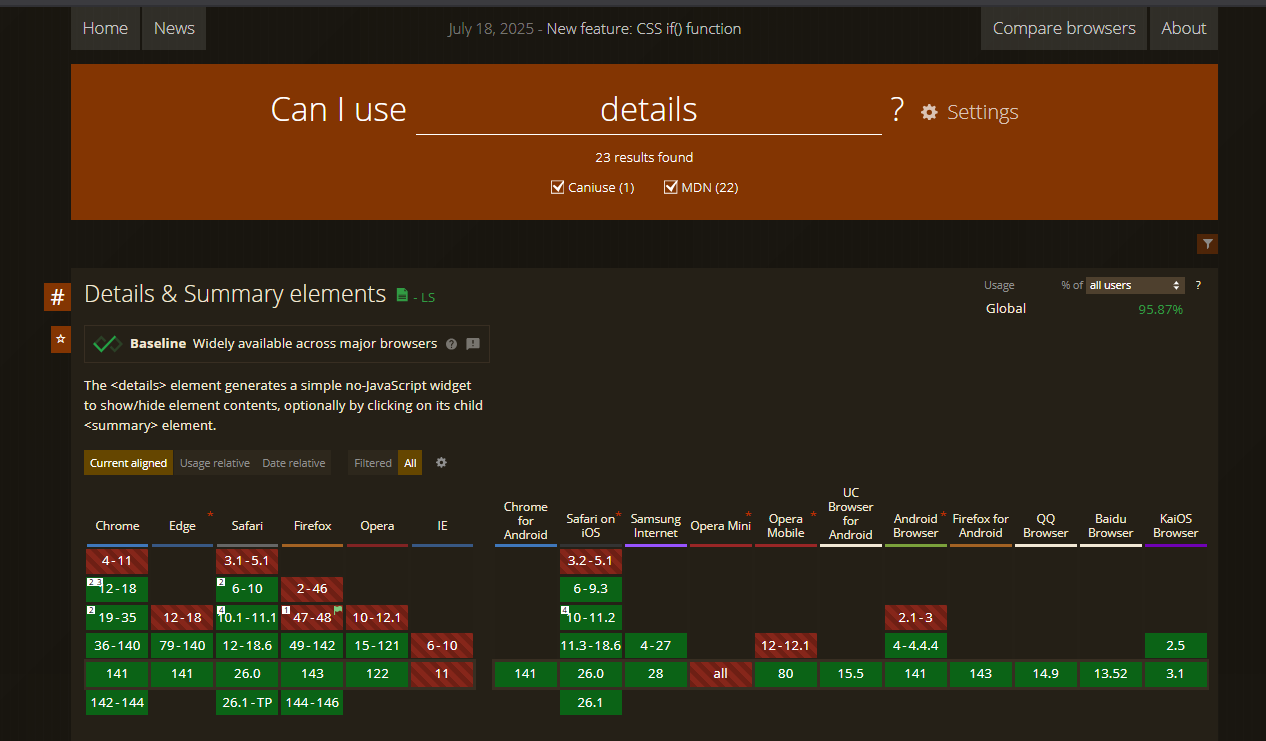 Home News July 18, 2025 - New feature: CSS if() function Compare browsers About
Can I use details ? Settings
23 results found
Caniuse (1) MDN (22)
# Details & Summary elements - LS
Usage % of all users ?
Global 95.87%
Baseline Widely available across major browsers ?
The <details> element generates a simple no-JavaScript widget
to show/hide element contents, optionally by clicking on its child
<summary> element.
Current aligned Usage relative Date relative Filtered All
Chrome Edge * Safari Firefox Opera IE Chrome for Android Safari on iOS * Samsung Internet Opera Mini * Opera Mobile * UC Browser for Android Android Browser * Firefox for Android QQ Browser Baidu Browser KaiOS Browser
4-11 3.1-5.1 3.2-5.1
2 3 12-18 2 6-10 2-46 6-9.3
2 19-35 12-18 4 10.1-11.1 1 47-48 10-12.1 4 10-11.2 2.1-3
36-140 79-140 12-18.6 49-142 15-121 6-10 11.3-18.6 4-27 12-12.1 4-4.4.4 2.5
141 141 26.0 143 122 11 141 26.0 28 all 80 15.5 141 143 14.9 13.52 3.1
142-144 26.1-TP 144-146 26.1